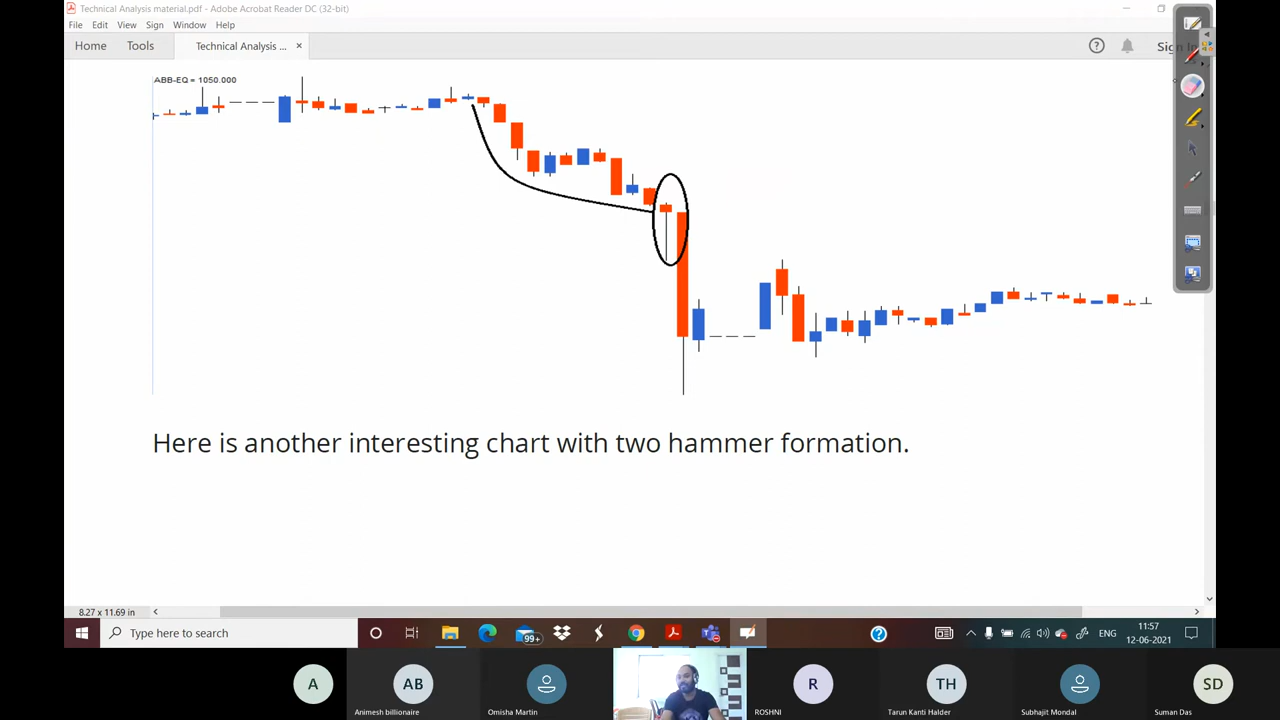 Technical Analysis material.pdf - Adobe Acrobat Reader DC (32-bit)
File Edit View Sign Window Help
Home Tools Technical Analysis ... × Sign In
ABB-EQ = 1050.000
Here is another interesting chart with two hammer formation.
8.27 x 11.69 in
Type here to search 99+ ENG 11:57
12-06-2021
A AB R TH SD
Animesh billionaire Omisha Martin ROSHNI Tarun Kanti Halder Subhajit Mondal Suman Das